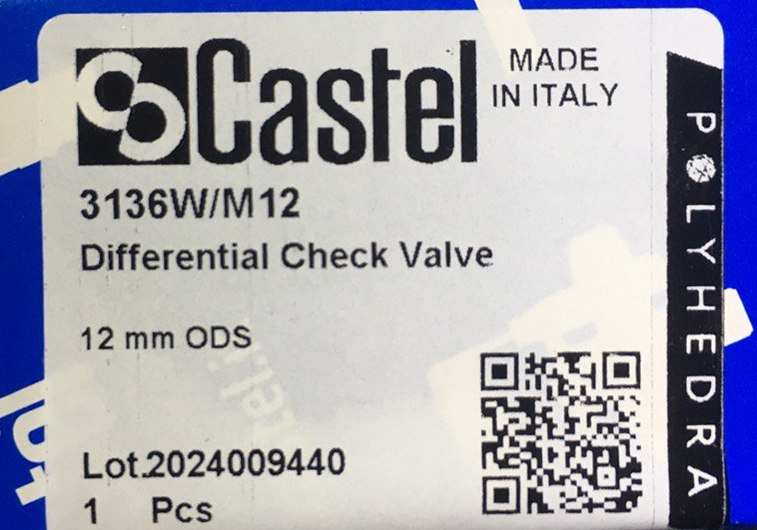 Castel
MADE
IN ITALY
3136W/M12
Differential Check Valve
12 mm ODS
Lot.2024009440
1 Pcs
POLYHEDRA